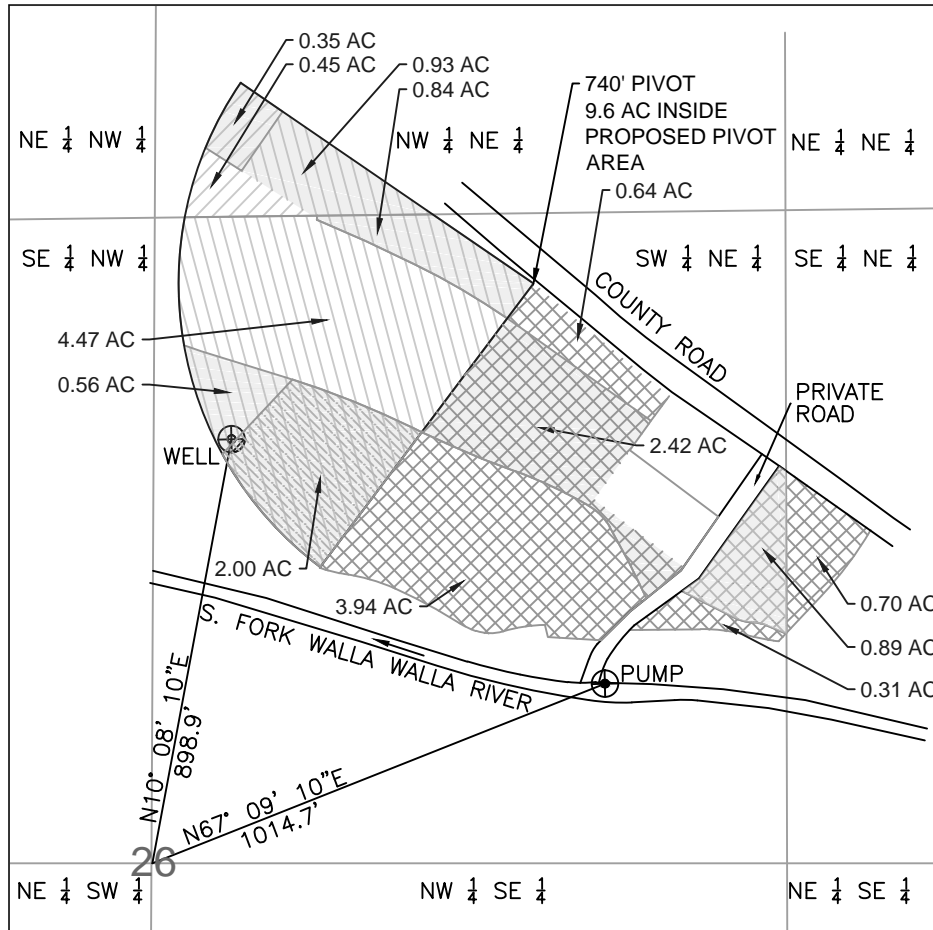 0.35 AC
0.45 AC
0.93 AC
0.84 AC
740' PIVOT
9.6 AC INSIDE
PROPOSED PIVOT
AREA
NE 1/4 NW 1/4
NW 1/4 NE 1/4
NE 1/4 NE 1/4
0.64 AC
SE 1/4 NW 1/4
SW 1/4 NE 1/4
SE 1/4 NE 1/4
COUNTY ROAD
4.47 AC
0.56 AC
PRIVATE
ROAD
WELL
2.42 AC
2.00 AC
3.94 AC
0.70 AC
0.89 AC
0.31 AC
S. FORK WALLA WALLA RIVER
PUMP
N10° 08' 10"E
898.9'
N67° 09' 10"E
1014.7'
26
NE 1/4 SW 1/4
NW 1/4 SE 1/4
NE 1/4 SE 1/4